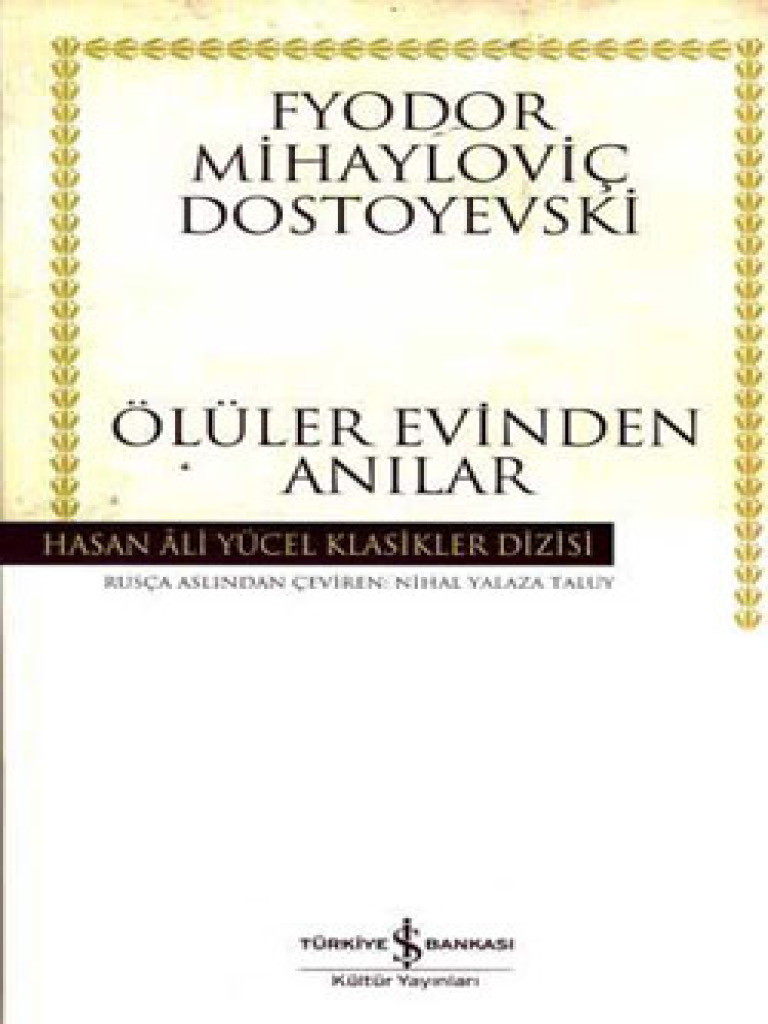 FYODOR
MİHAYLOVİÇ
DOSTOYEVSKİ
ÖLÜLER EVİNDEN
ANILAR
HASAN ÂLİ YÜCEL KLASİKLER DİZİSİ
RUSÇA ASLINDAN ÇEVİREN: NİHAL YALAZA TALUY
TÜRKİYE İŞ BANKASI
Kültür Yayınları